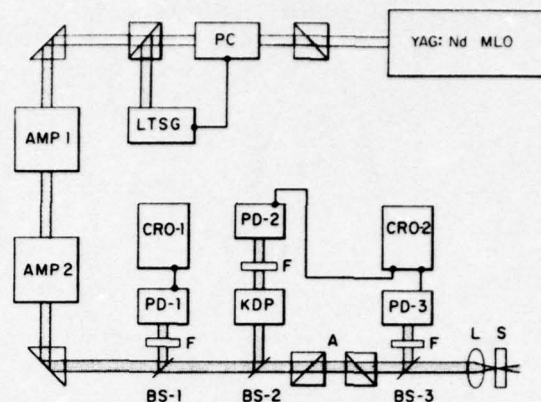 PC
YAG: Nd MLO
LTSG
AMP 1
AMP 2
CRO-1
PD-2
CRO-2
F
PD-1
KDP
PD-3
F
A
F
L S
BS-1
BS-2
BS-3